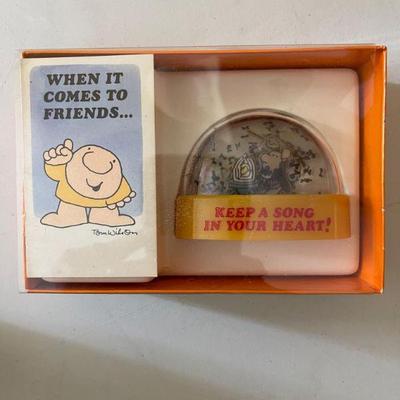 WHEN IT
COMES TO
FRIENDS...
Tom Wilson
KEEP A SONG
IN YOUR HEART!